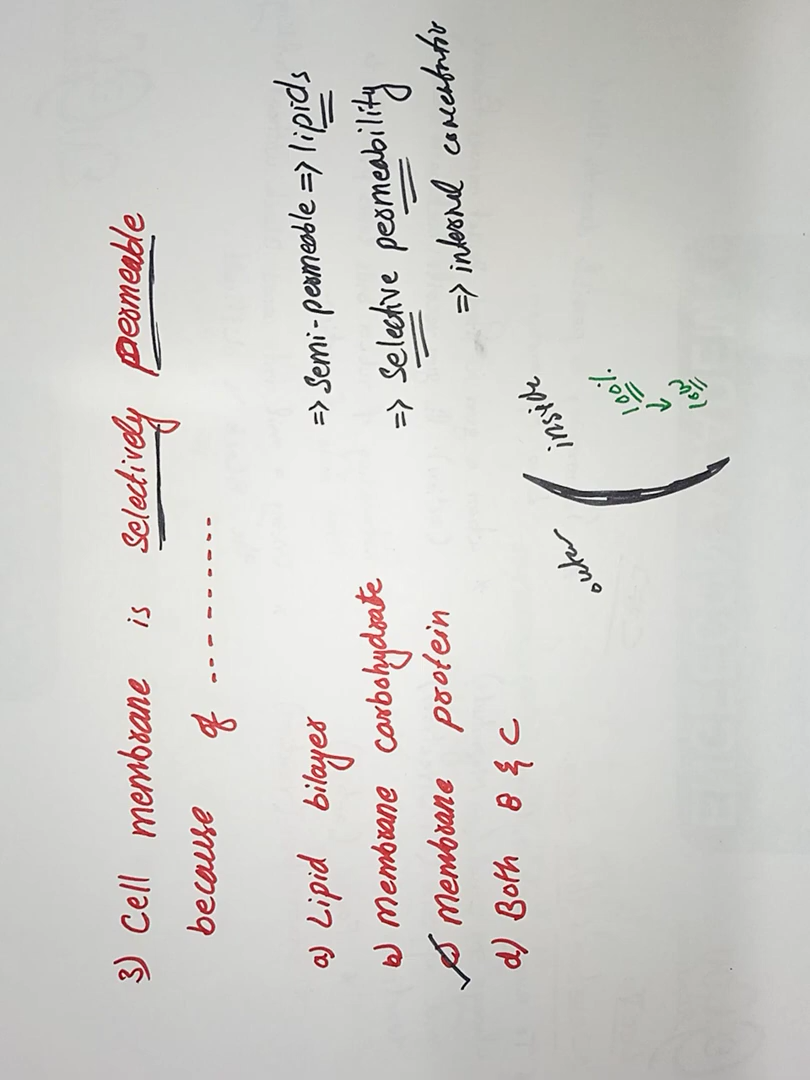 3) Cell membrane is selectively permeable
because of ..........
a) Lipid bilayer
b) membrane carbohydrate
c) membrane protein
d) Both B & C
=> Semi-permeable => lipids
=> Selective permeability
=> internal concentration
outer
inside
100%
↓
10%